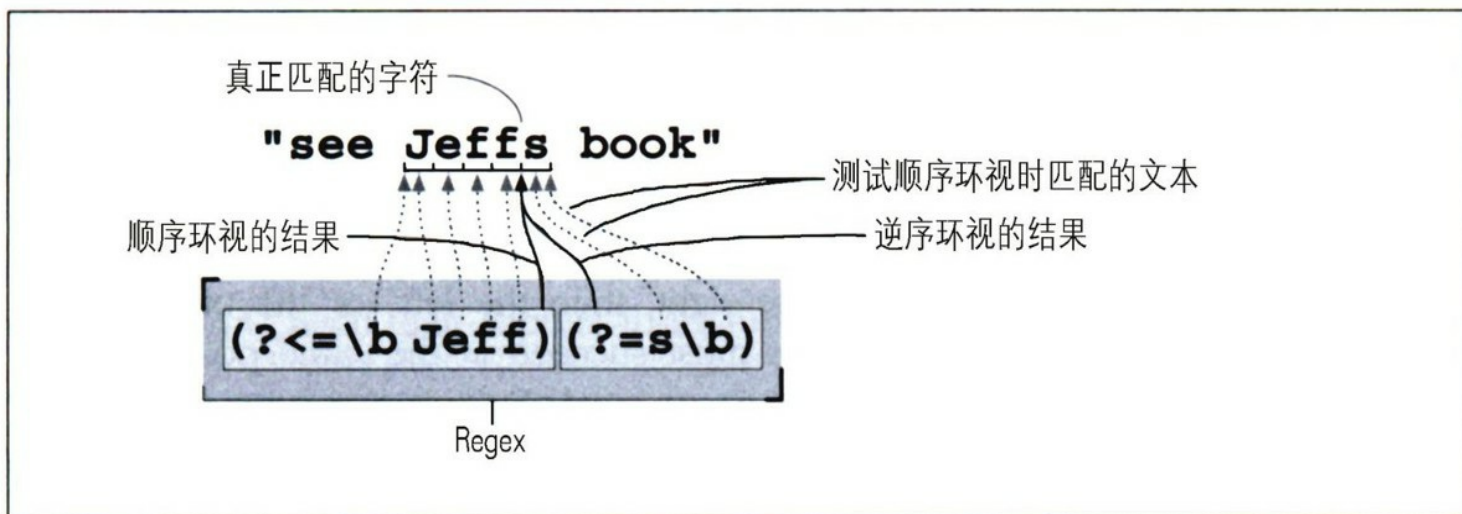 真正匹配的字符
"see Jeffs book"
测试顺序环视时匹配的文本
顺序环视的结果
逆序环视的结果
(?<=\b Jeff)(?=s\b)
Regex